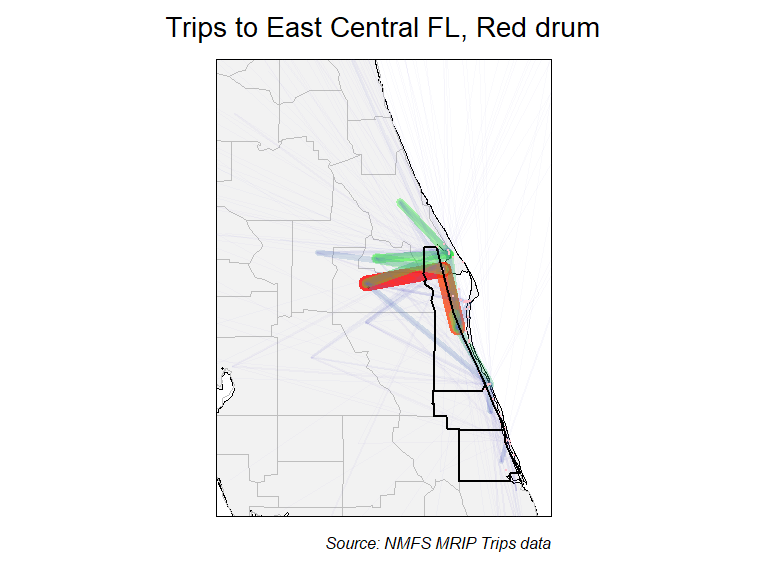 Trips to East Central FL, Red drum
Source: NMFS MRIP Trips data